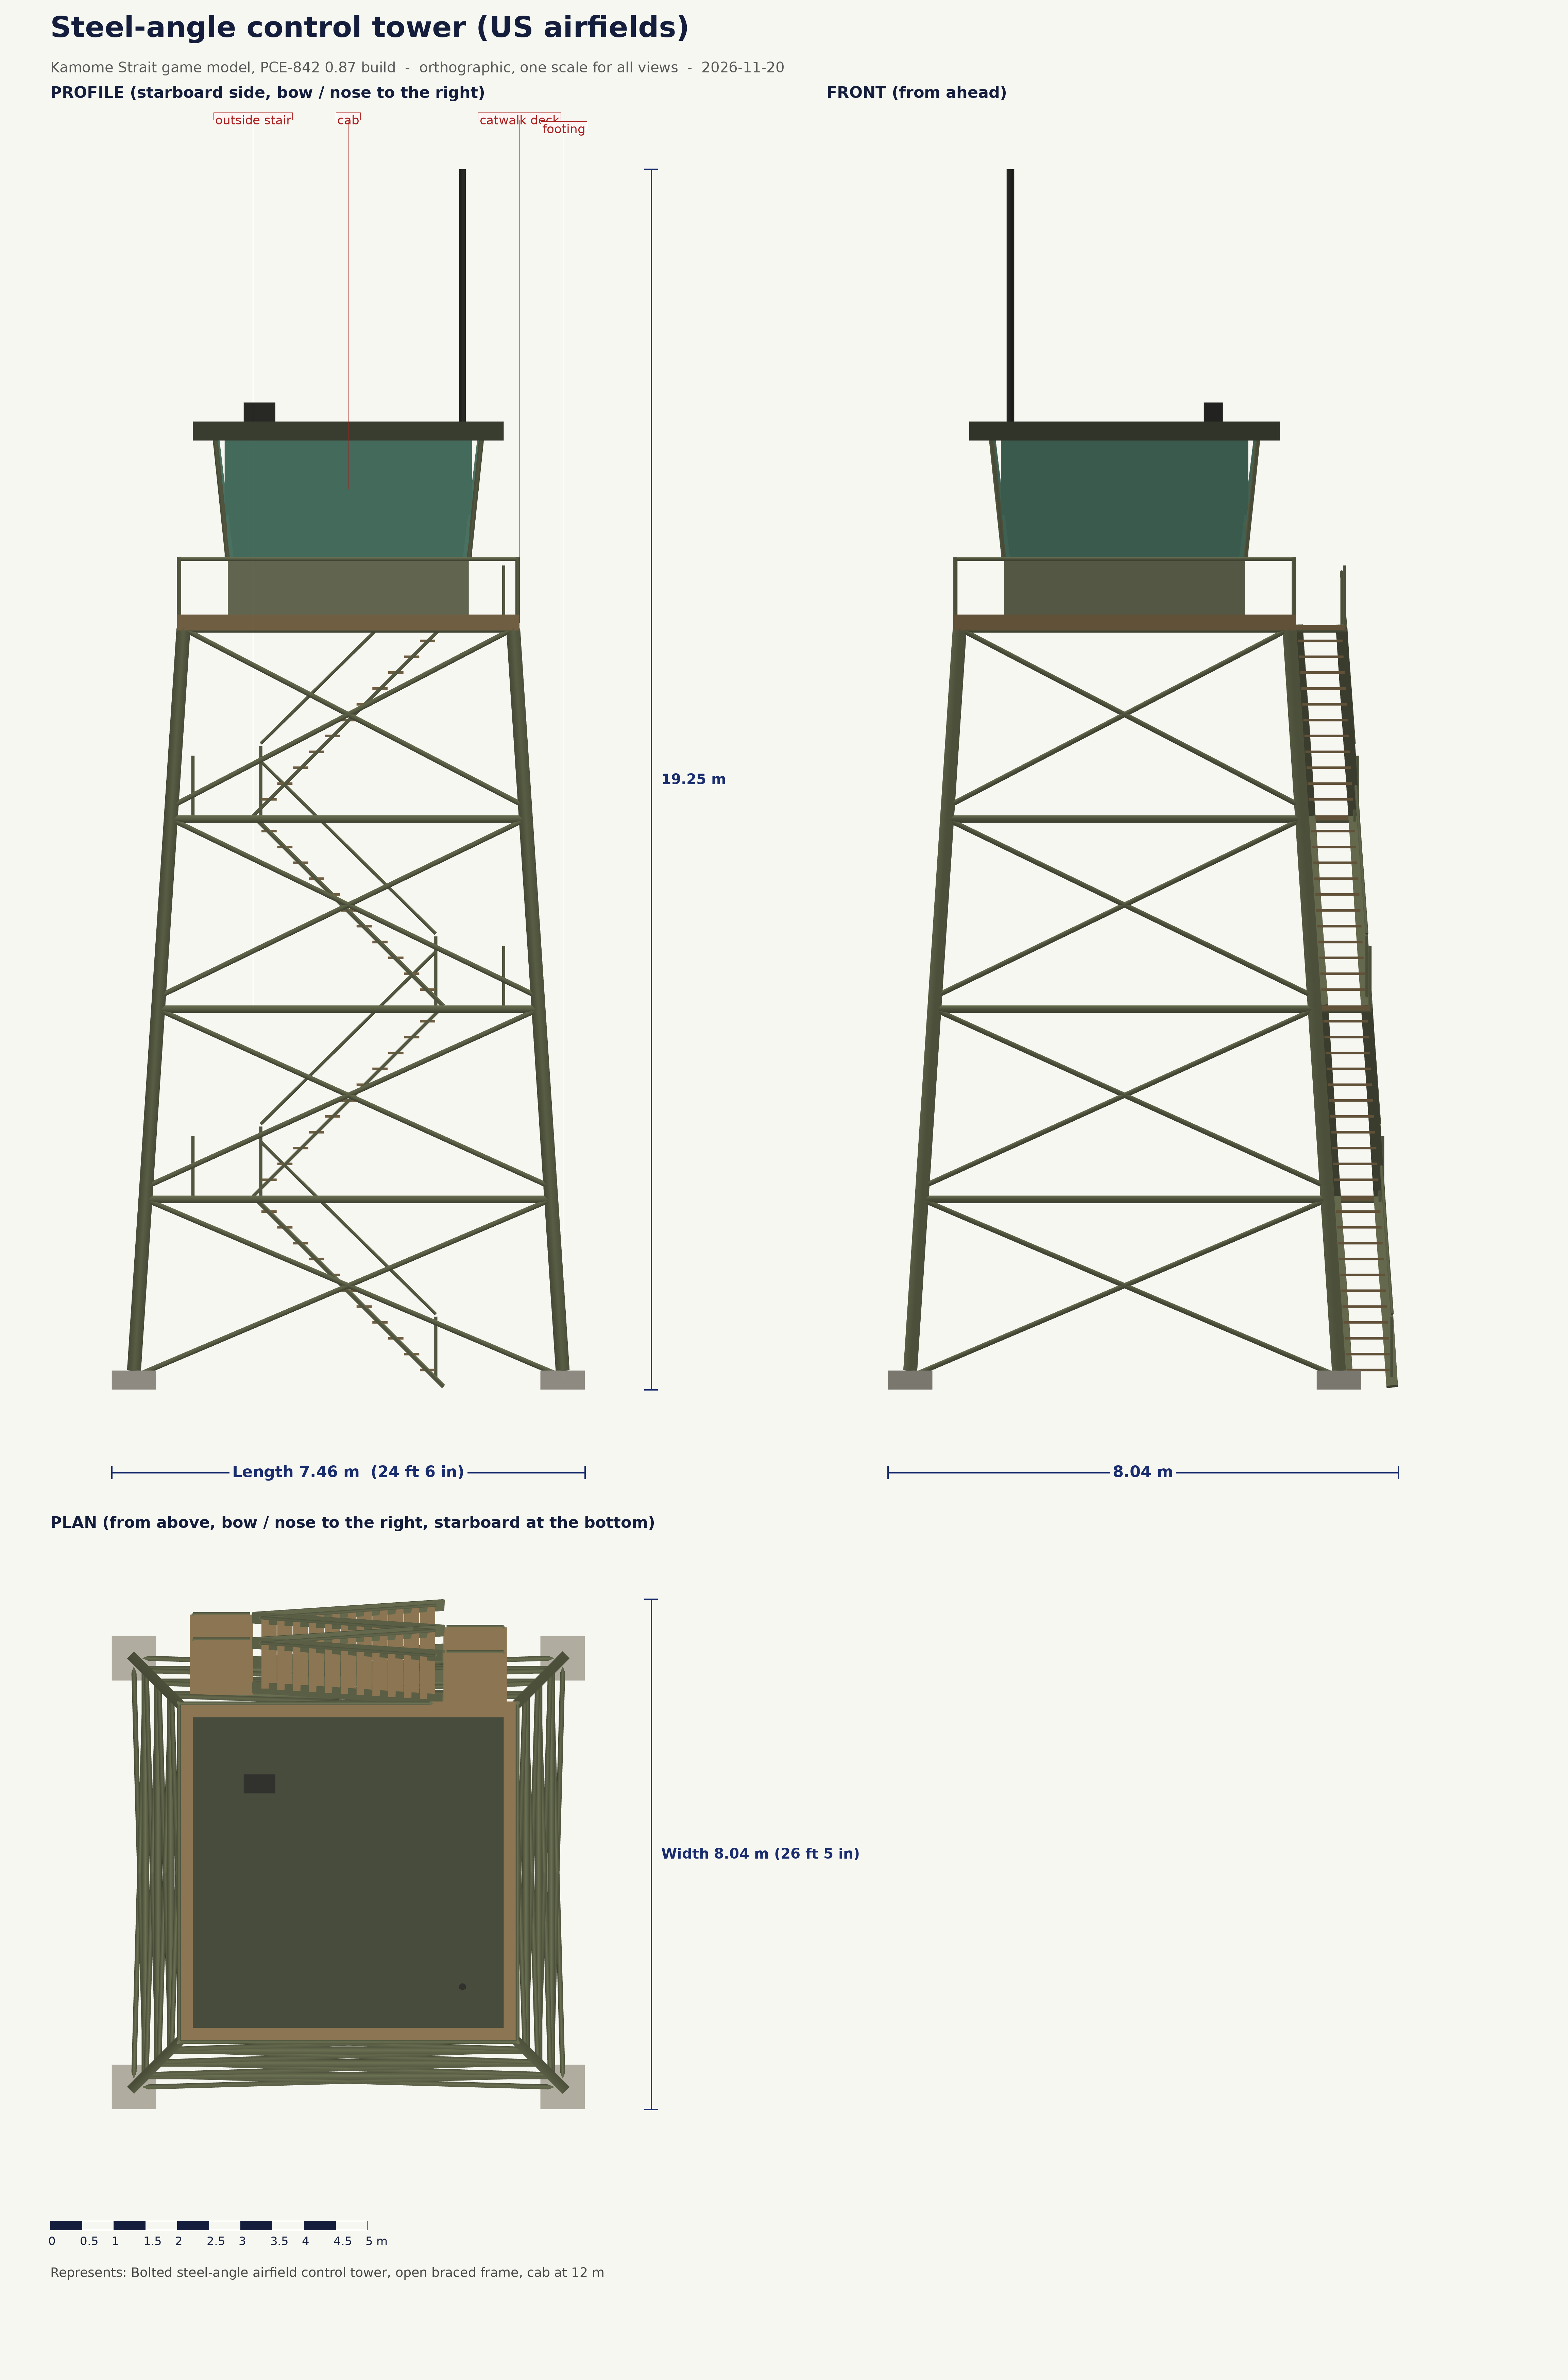 Steel-angle control tower (US airfields)
Kamome Strait game model, PCE-842 0.87 build - orthographic, one scale for all views - 2026-11-20
PROFILE (starboard side, bow / nose to the right)
FRONT (from ahead)
outside stair
cab
catwalk deck
footing
19.25 m
Length 7.46 m (24 ft 6 in)
8.04 m
PLAN (from above, bow / nose to the right, starboard at the bottom)
Width 8.04 m (26 ft 5 in)
0 0.5 1 1.5 2 2.5 3 3.5 4 4.5 5 m
Represents: Bolted steel-angle airfield control tower, open braced frame, cab at 12 m